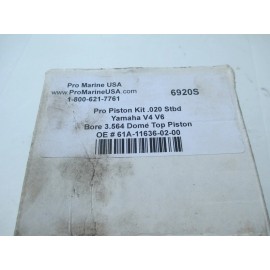 Pro Marine USA
www.ProMarineUSA.com
6920S
1-800-621-7761
Pro Piston Kit .020 Stbd
Yamaha V4 V6
Bore 3.564 Dome Top Piston
OE # 61A-11636-02-00